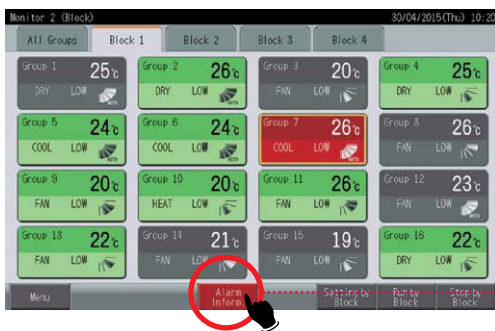 Monitor 2 (Block) 30/04/2015(Thu) 10:20
All Groups Block 1 Block 2 Block 3 Block 4
Group 1 25℃ Group 2 26℃ Group 3 20℃ Group 4 25℃
DRY LOW AUTO DRY LOW FAN LOW DRY LOW
Group 5 24℃ Group 6 24℃ Group 7 26℃ Group 8 26℃
COOL LOW AUTO COOL LOW AUTO COOL LOW AUTO FAN LOW
Group 9 20℃ Group 10 20℃ Group 11 26℃ Group 12 23℃
FAN LOW HEAT LOW FAN LOW FAN LOW
Group 13 22℃ Group 14 21℃ Group 15 19℃ Group 16 22℃
FAN LOW FAN LOW FAN LOW DRY LOW
Menu Alarm Setting by Run by Stop by
Inform. Block Block Block